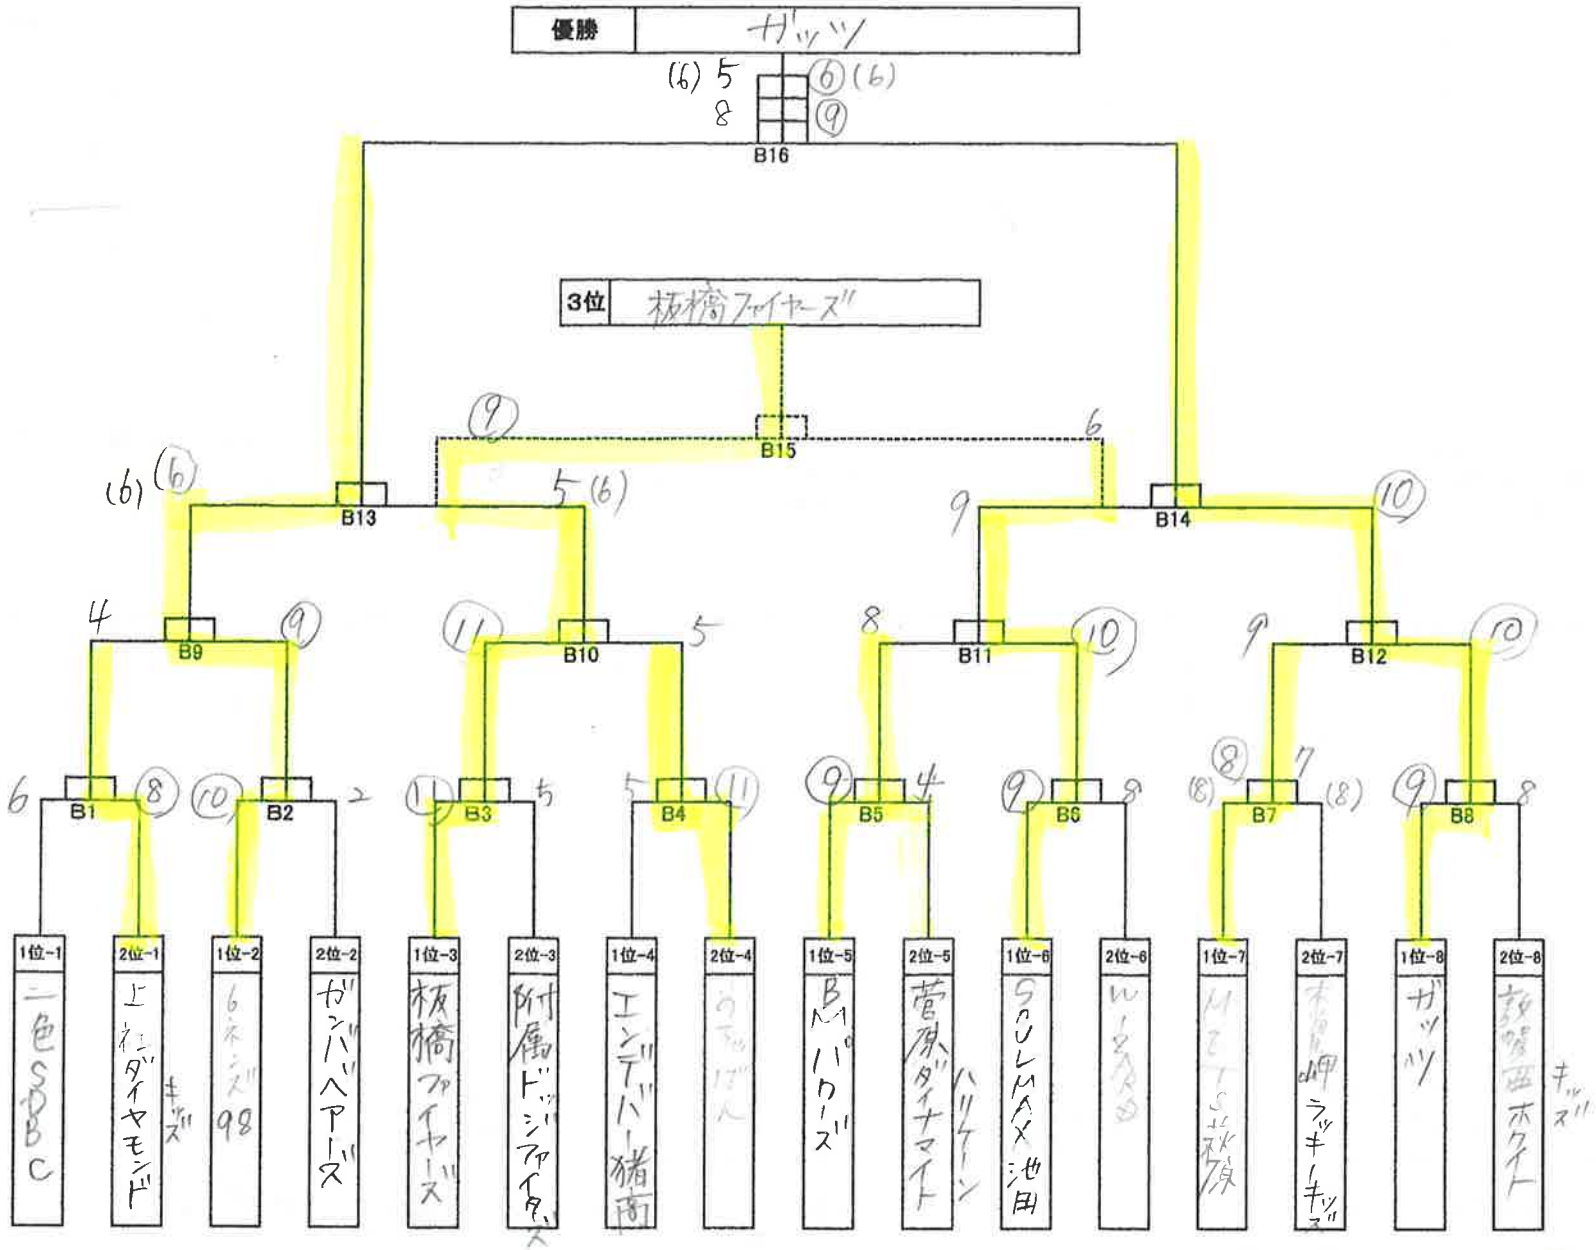 優勝 ガッツ
(6) 5 ⑥ (6)
8 ⑨
B16
3位 板橋ファイヤーズ
⑨ 6
B15
(6) ⑥ 5 (6) 9 ⑩
B13 B14
4 ⑨ ⑪ 5 8 ⑩ 9 ⑩
B9 B10 B11 B12
6 ⑧ ⑩ 2 ⑪ 5 5 ⑪ ⑨ 4 ⑨ 8 ⑧ 7 ⑨ 8
(8) (8)
B1 B2 B3 B4 B5 B6 B7 B8
1位-1 2位-1 1位-2 2位-2 1位-3 2位-3 1位-4 2位-4 1位-5 2位-5 1位-6 2位-6 1位-7 2位-7 1位-8 2位-8
二色SDBC
上社ダイヤモンド
キッズ
98
ガンバベアーズ
板橋ファイヤーズ
附属ドッジファイターズ
エンデバー猪高
BMパワーズ
菅原ダイナマイト
ハリケーン
SOULMAX池田
WIZARD
岬ラッキーキッズ
ガッツ
敦賀西ホワイト
キッズ